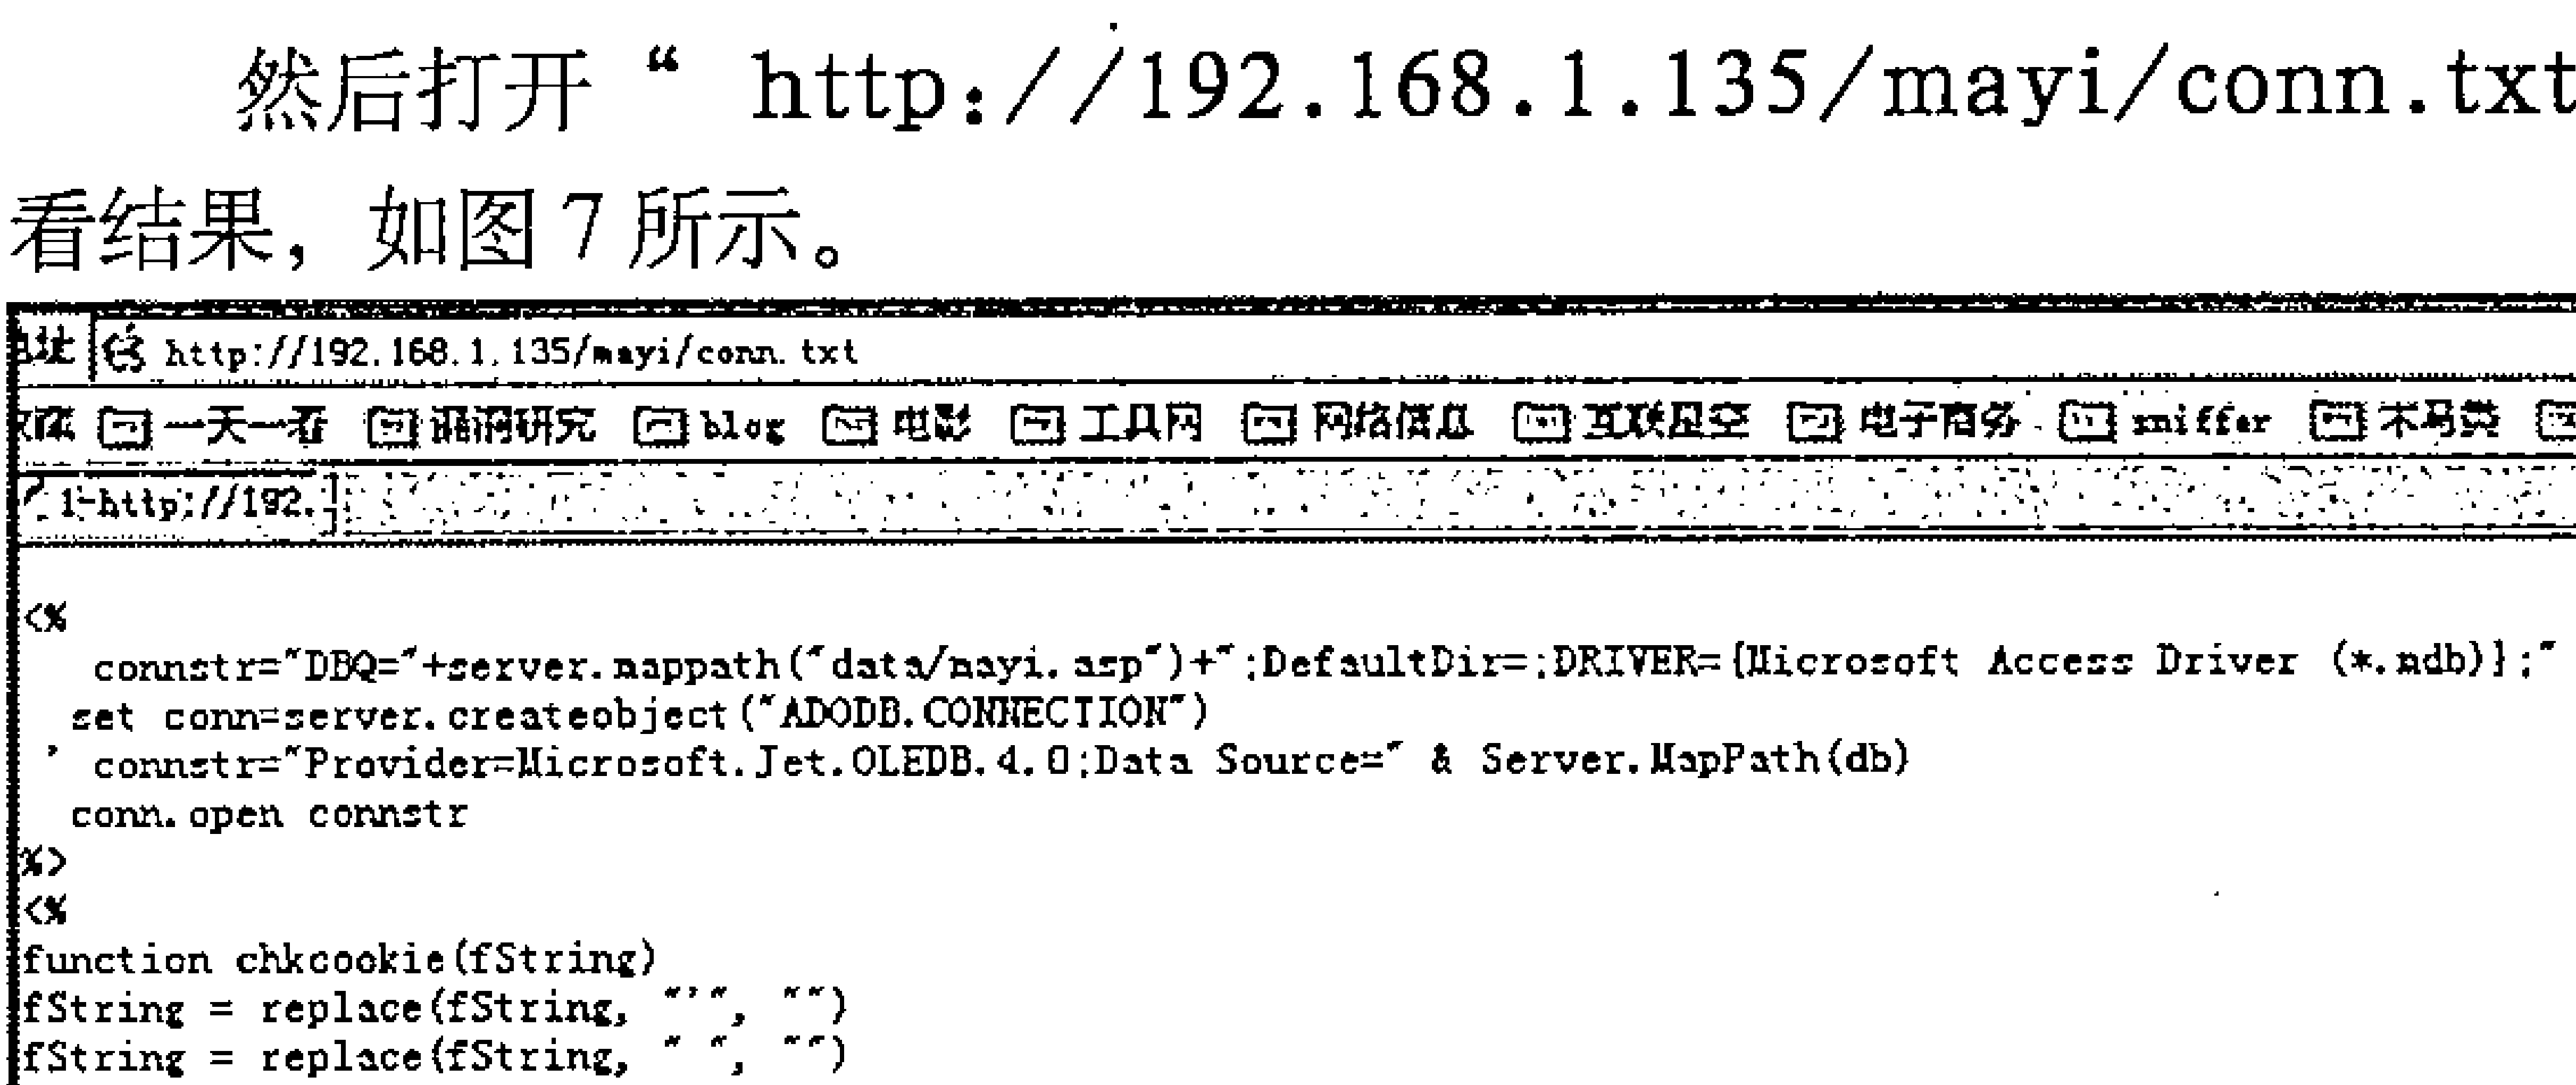 然后打开“ http://192.168.1.135/mayi/conn.txt
看结果，如图7所示。
地址 http://192.168.1.135/mayi/conn.txt
收藏 一天一看 漏洞研究 blog 电影 工具网 网络信息 互联星空 电子商务 sniffer 木马类
1-http://192.
<%
connstr="DBQ="+server.mappath("data/mayi.asp")+";DefaultDir=;DRIVER={Microsoft Access Driver (*.mdb)};"
set conn=server.createobject("ADODB.CONNECTION")
' connstr="Provider=Microsoft.Jet.OLEDB.4.0;Data Source=" & Server.MapPath(db)
conn.open connstr
%>
<%
function chkcookie(fString)
fString = replace(fString, "'", "")
fString = replace(fString, " ", "")